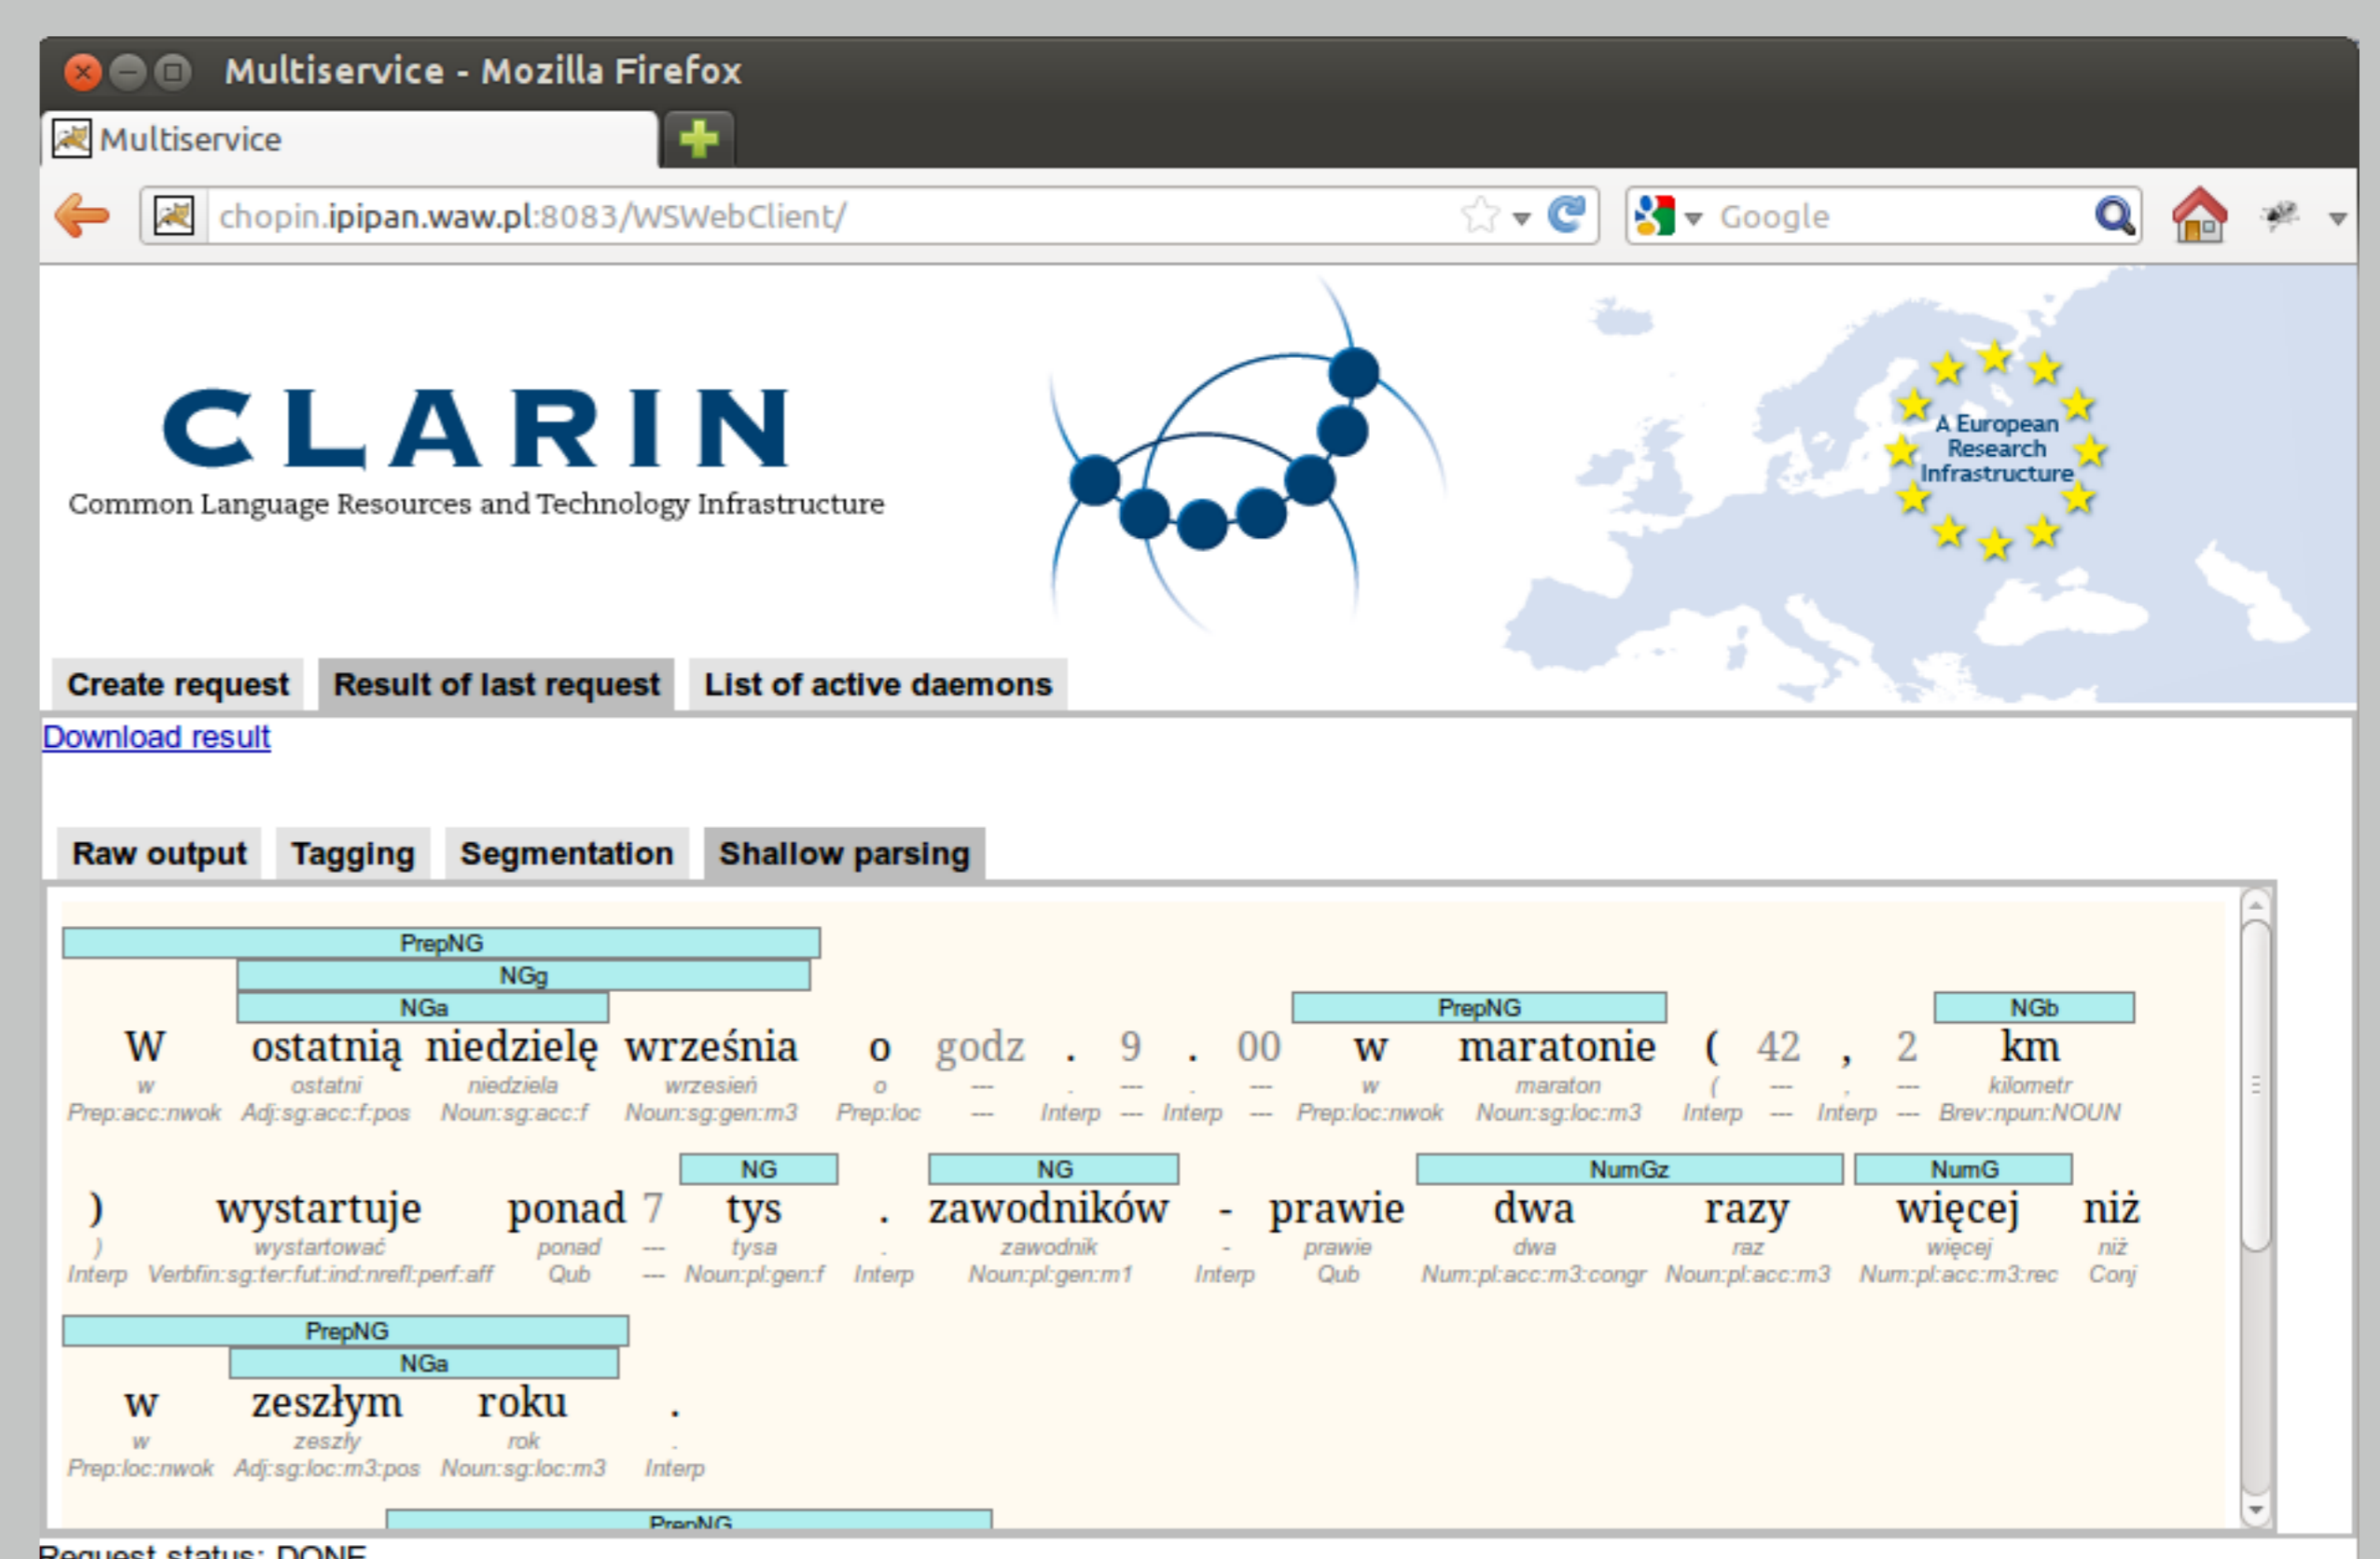 Multiservice - Mozilla Firefox
Multiservice
chopin.ipipan.waw.pl:8083/WSWebClient/
Google
CLARIN
Common Language Resources and Technology Infrastructure
A European
Research
Infrastructure
Create request Result of last request List of active daemons
Download result
Raw output Tagging Segmentation Shallow parsing
PrepNG
NGg
NGa PrepNG NGb
W ostatnią niedzielę września o godz . 9 . 00 w maratonie ( 42 , 2 km
w ostatni niedziela wrzesień o --- . --- . --- w maraton ( --- , --- kilometr
Prep:acc:nwok Adj:sg:acc:f:pos Noun:sg:acc:f Noun:sg:gen:m3 Prep:loc --- Interp --- Interp --- Prep:loc:nwok Noun:sg:loc:m3 Interp --- Interp --- Brev:npun:NOUN
NG NG NumGz NumG
) wystartuje ponad 7 tys . zawodników - prawie dwa razy więcej niż
) wystartować ponad --- tysa . zawodnik - prawie dwa raz więcej niż
Interp Verbfin:sg:ter:fut:ind:nrefl:perf:aff Qub --- Noun:pl:gen:f Interp Noun:pl:gen:m1 Interp Qub Num:pl:acc:m3:congr Noun:pl:acc:m3 Num:pl:acc:m3:rec Conj
PrepNG
NGa
w zeszłym roku .
w zeszły rok .
Prep:loc:nwok Adj:sg:loc:m3:pos Noun:sg:loc:m3 Interp
PrepNG
Request status: DONE